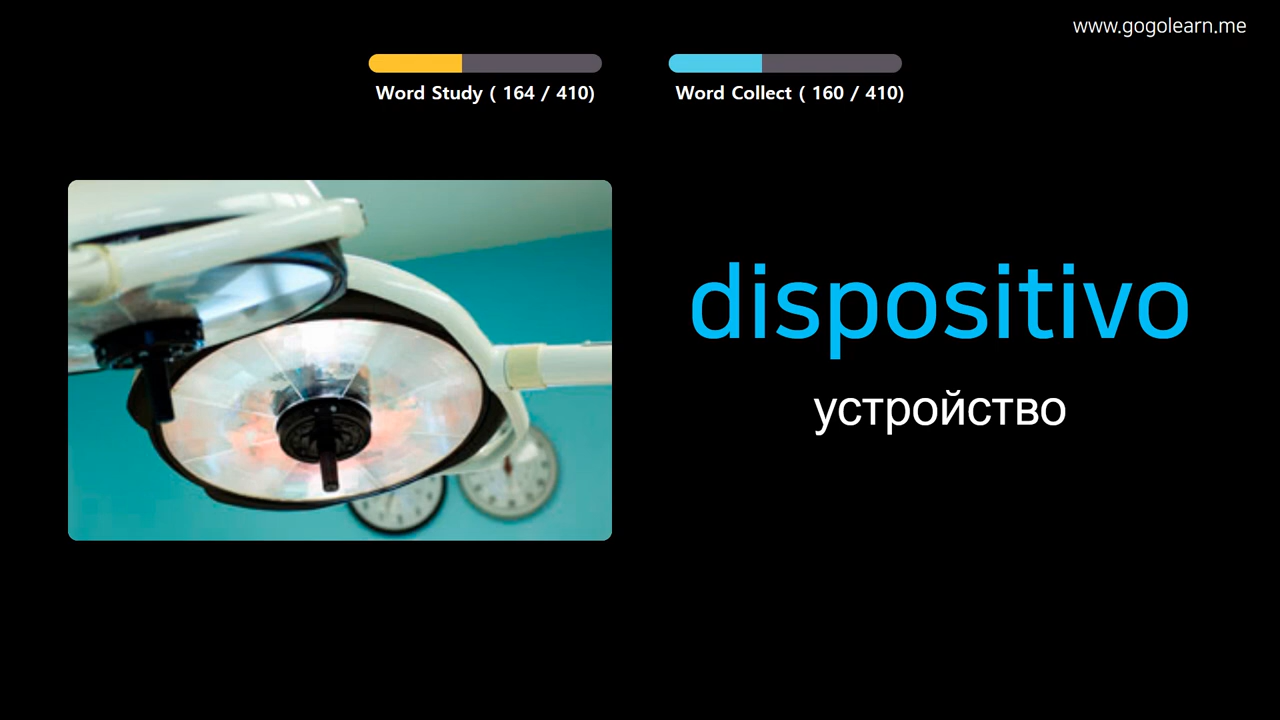 www.gogolearn.me
Word Study ( 164 / 410)
Word Collect ( 160 / 410)
dispositivo
устройство